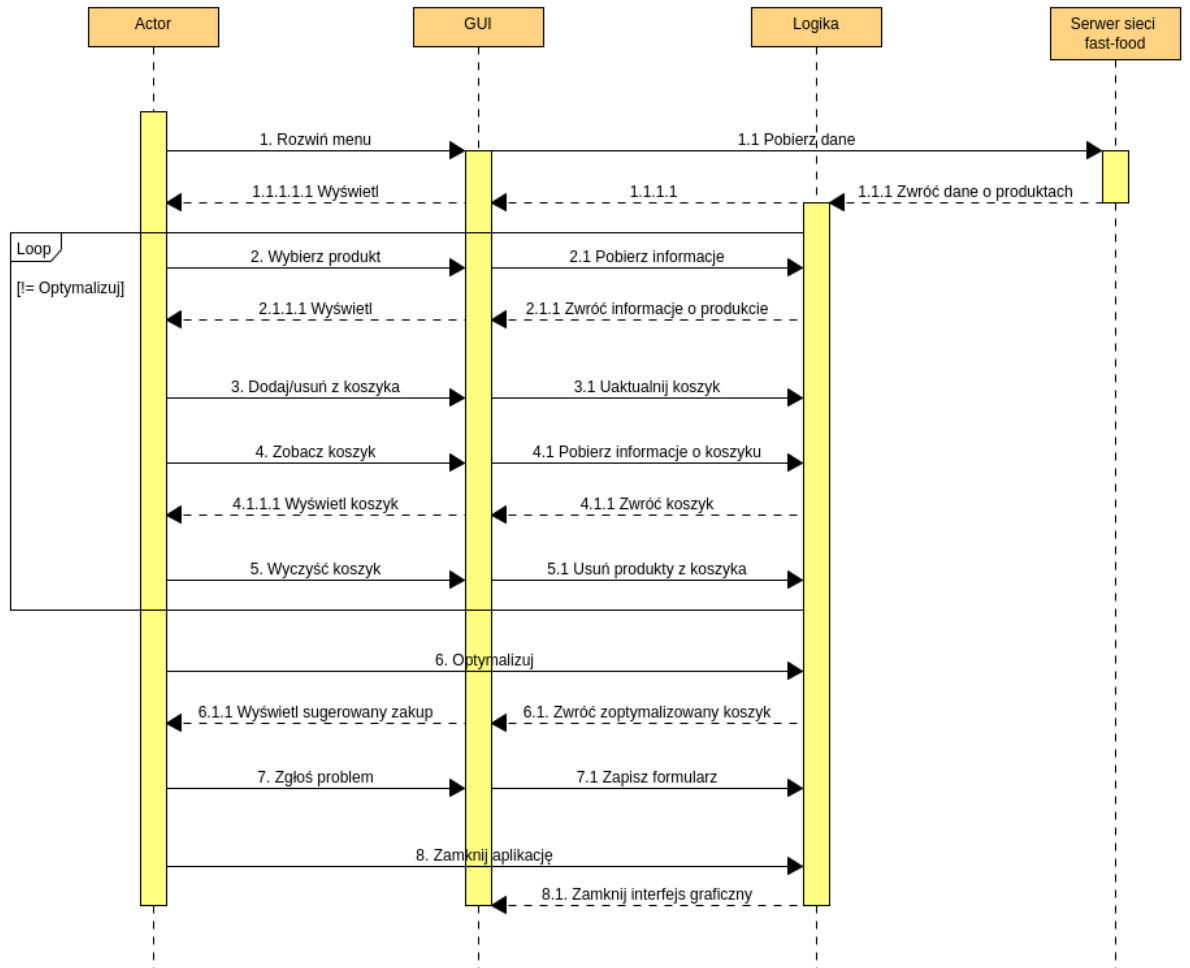 Actor
GUI
Logika
Serwer sieci
fast-food
1. Rozwiń menu
1.1 Pobierz dane
1.1.1.1.1 Wyświetl
1.1.1.1
1.1.1 Zwróć dane o produktach
Loop
[!= Optymalizuj]
2. Wybierz produkt
2.1 Pobierz informacje
2.1.1.1 Wyświetl
2.1.1 Zwróć informacje o produkcie
3. Dodaj/usuń z koszyka
3.1 Uaktualnij koszyk
4. Zobacz koszyk
4.1 Pobierz informacje o koszyku
4.1.1.1 Wyświetl koszyk
4.1.1 Zwróć koszyk
5. Wyczyść koszyk
5.1 Usuń produkty z koszyka
6. Optymalizuj
6.1.1 Wyświetl sugerowany zakup
6.1. Zwróć zoptymalizowany koszyk
7. Zgłoś problem
7.1 Zapisz formularz
8. Zamknij aplikację
8.1. Zamknij interfejs graficzny